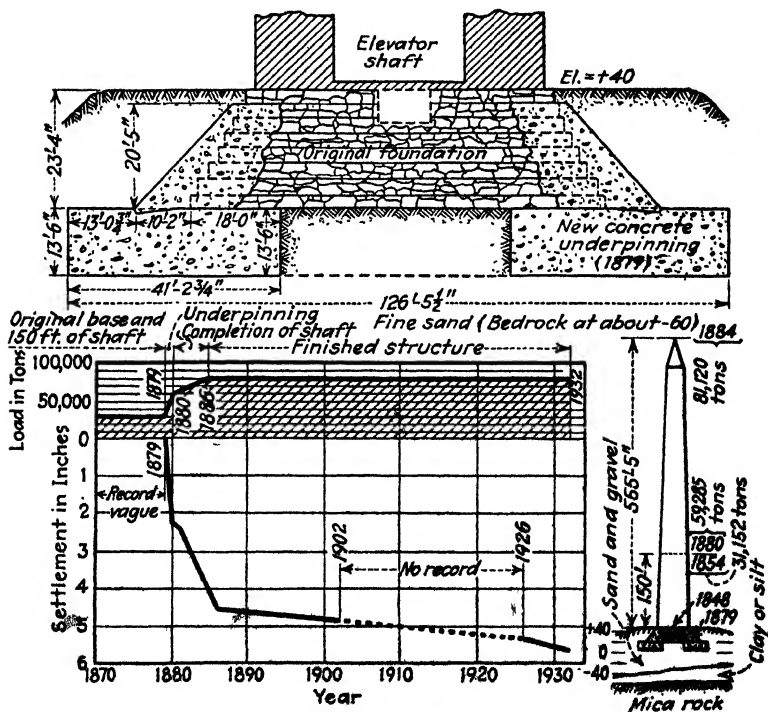 Elevator
shaft
El.=+40
23'-4"
20'-5"
Original foundation
13'-0¾"
10'-2"
18'-0"
13'-6"
13'-6"
New concrete
underpinning
(1879)
41'-2¾"
126'-5½"
Original base and
150 ft. of shaft
Underpinning
Completion of shaft
Fine sand (Bedrock at about -60)
Finished structure
Load in Tons
100,000
50,000
0
1879
1880
1886
1932
Settlement in Inches
1879
1
2
3
4
5
6
Record
vague
1902
No record
1926
1870
1880
1890
1900
1910
1920
1930
Year
1884
81,120
tons
565'-5"
Sand and gravel
59,285
tons
1880
1854
31,152 tons
150'
1848
1879
Clay or silt
+40
0
-40
Mica rock